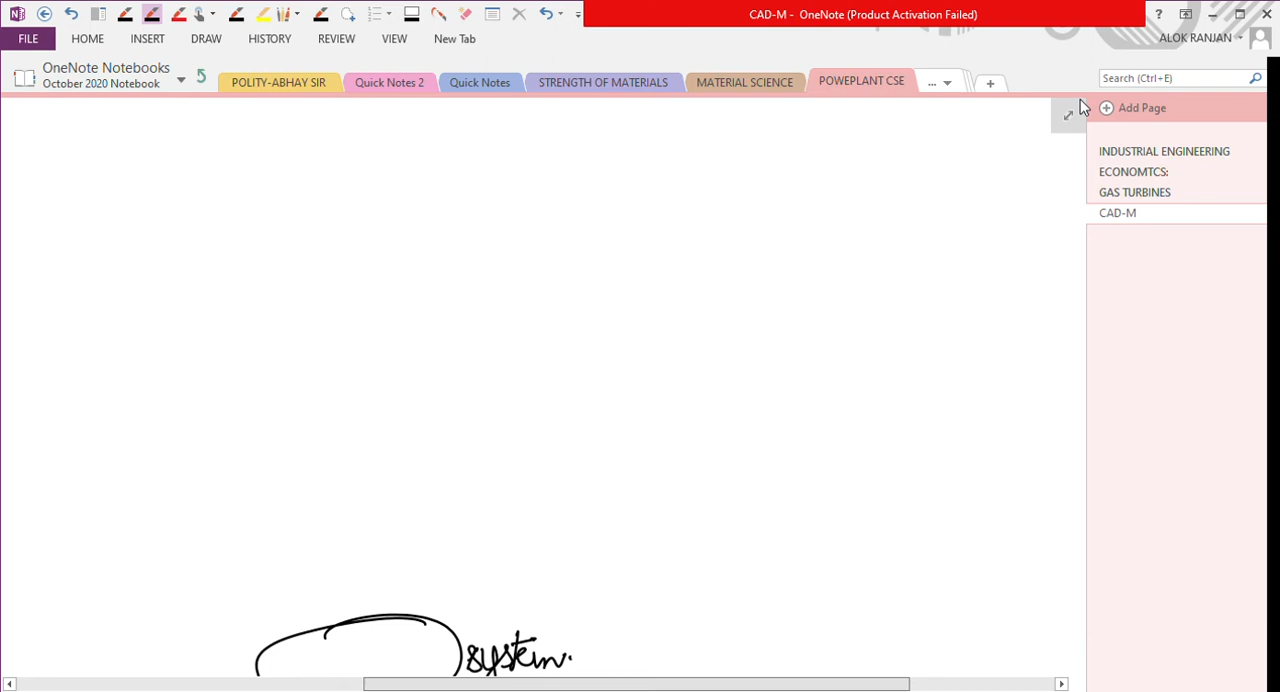 CAD-M - OneNote (Product Activation Failed)
?
FILE HOME INSERT DRAW HISTORY REVIEW VIEW New Tab
ALOK RANJAN
OneNote Notebooks
October 2020 Notebook
POLITY-ABHAY SIR Quick Notes 2 Quick Notes STRENGTH OF MATERIALS MATERIAL SCIENCE POWEPLANT CSE ...
Search (Ctrl+E)
Add Page
INDUSTRIAL ENGINEERING
ECONOMTCS:
GAS TURBINES
CAD-M
system.